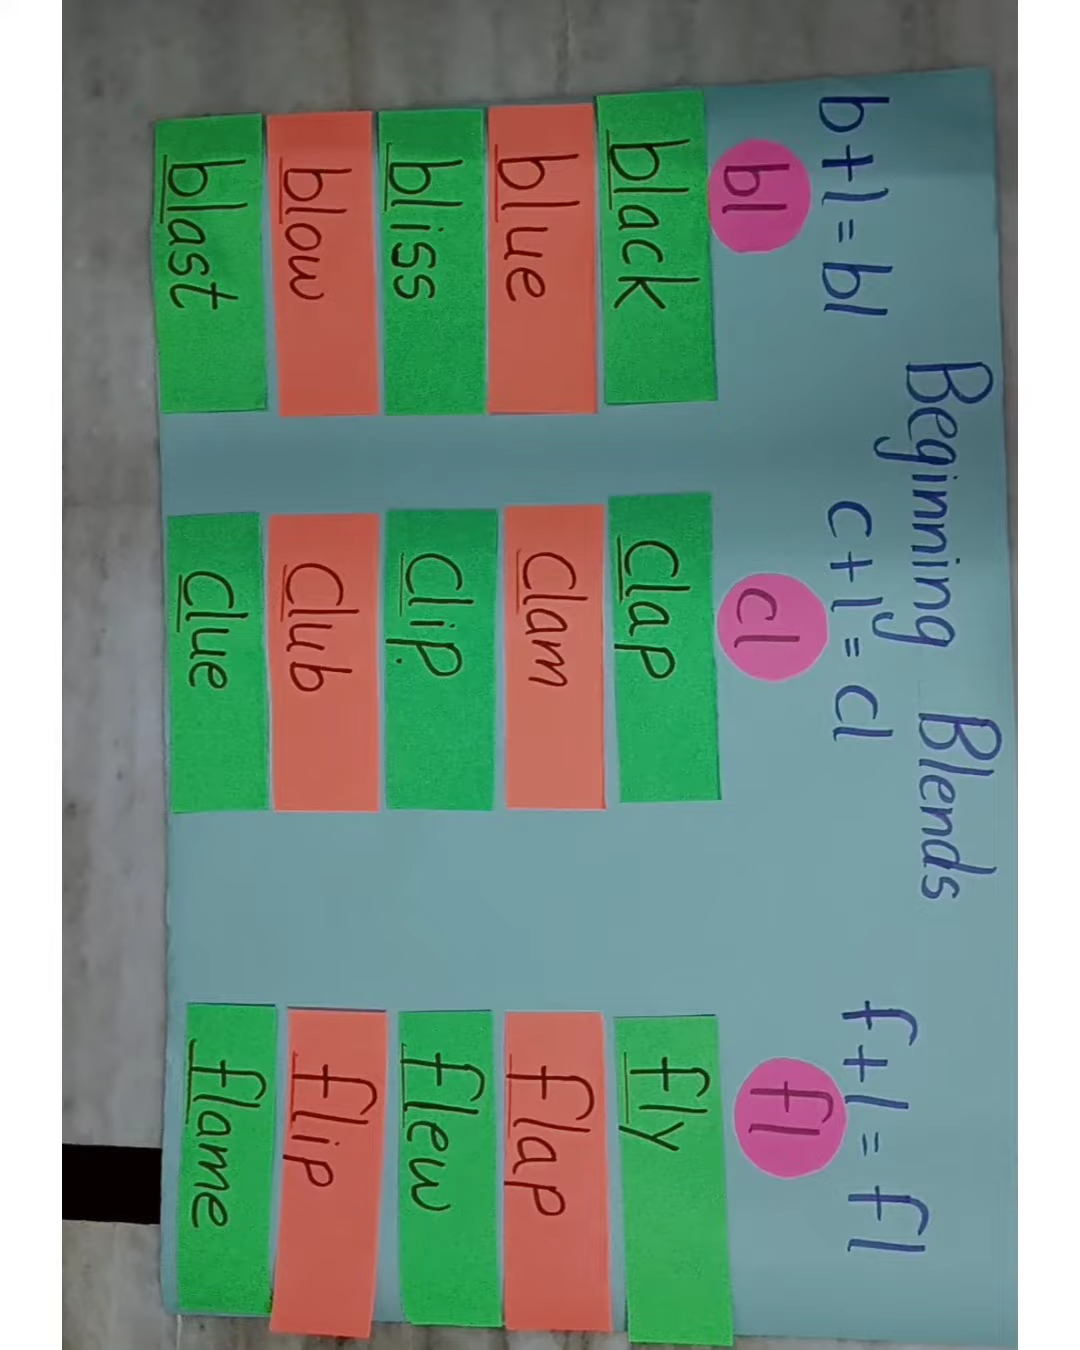 Beginning Blends
b+l=bl c+l=cl f+l=fl
bl cl fl
black clap fly
blue clam flap
bliss clip flew
blow club flip
blast clue flame